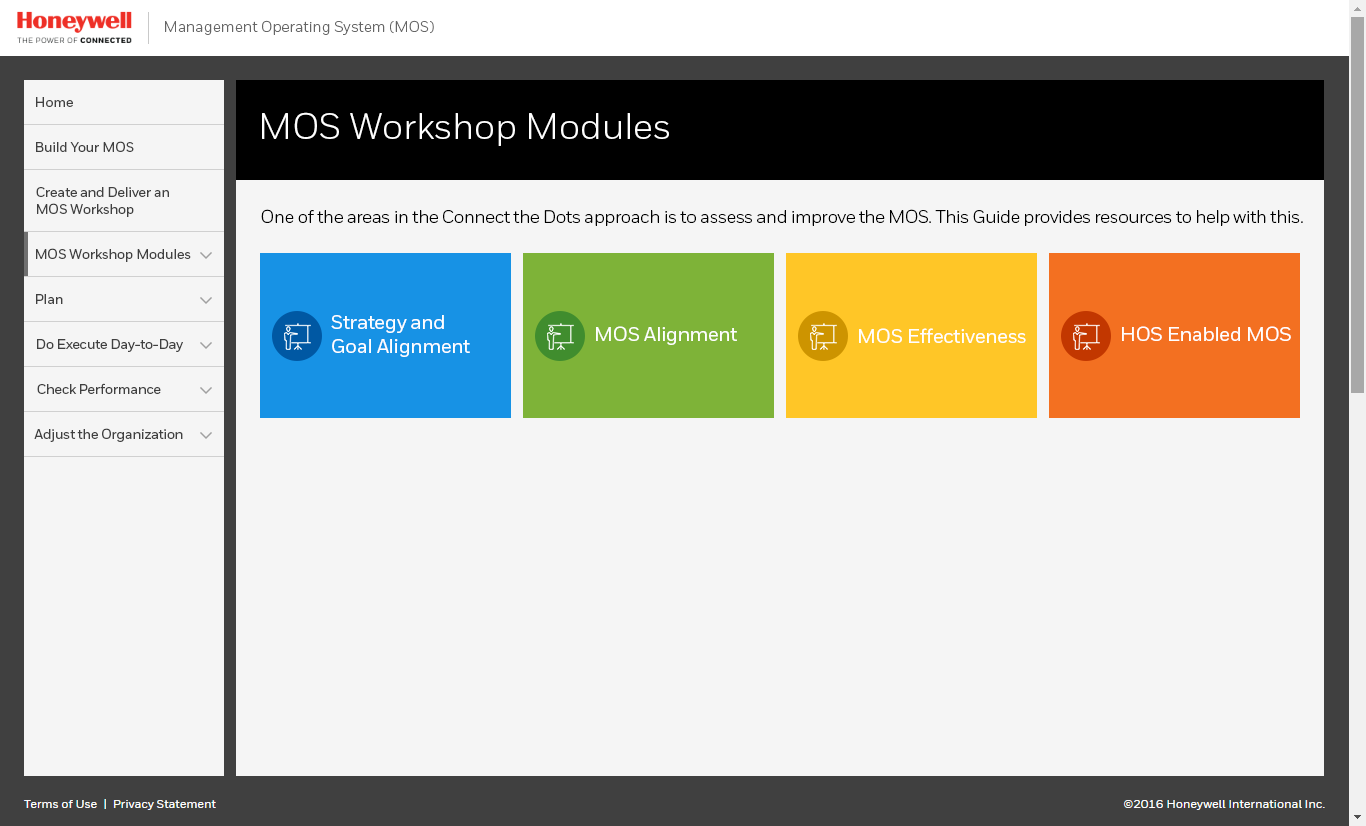 Honeywell
THE POWER OF CONNECTED
Management Operating System (MOS)
Home
Build Your MOS
Create and Deliver an
MOS Workshop
MOS Workshop Modules
Plan
Do Execute Day-to-Day
Check Performance
Adjust the Organization
MOS Workshop Modules
One of the areas in the Connect the Dots approach is to assess and improve the MOS. This Guide provides resources to help with this.
Strategy and
Goal Alignment
MOS Alignment
MOS Effectiveness
HOS Enabled MOS
Terms of Use | Privacy Statement
©2016 Honeywell International Inc.